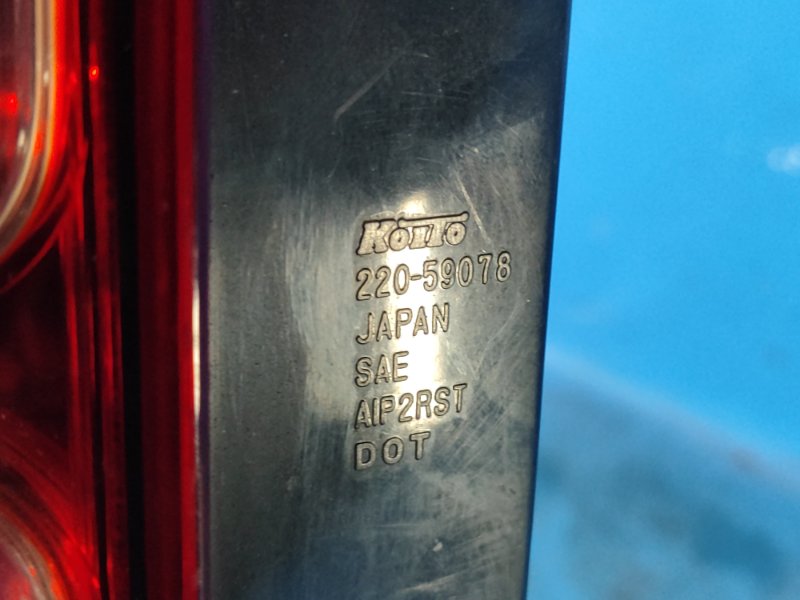 KOITO
220-59078
JAPAN
SAE
AIP2RST
DOT